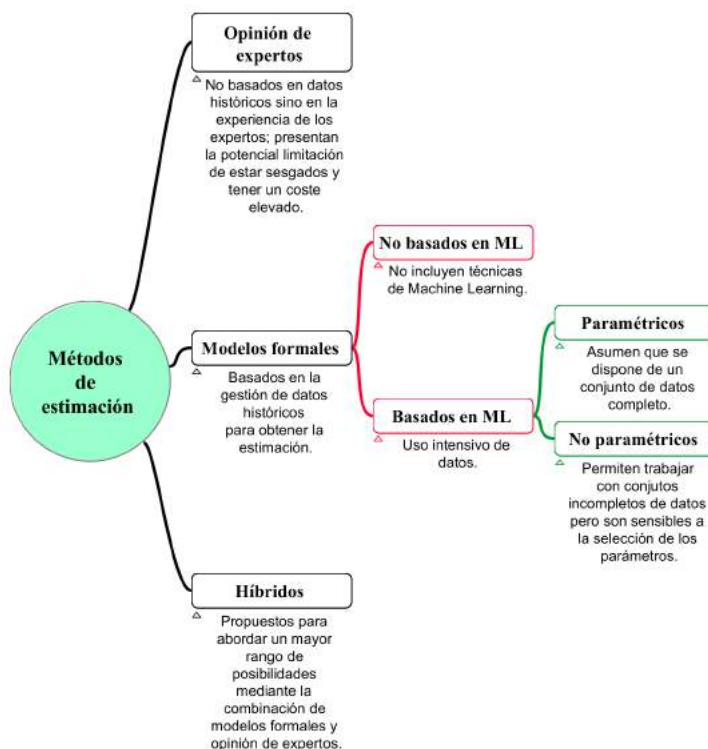 Métodos
de
estimación
Opinión de
expertos
No basados en datos
históricos sino en la
experiencia de los
expertos; presentan
la potencial limitación
de estar sesgados y
tener un coste
elevado.
Modelos formales
Basados en la
gestión de datos
históricos
para obtener la
estimación.
No basados en ML
No incluyen técnicas
de Machine Learning.
Basados en ML
Uso intensivo de
datos.
Paramétricos
Asumen que se
dispone de un
conjunto de datos
completo.
No paramétricos
Permiten trabajar
con conjutos
incompletos de datos
pero son sensibles a
la selección de los
parámetros.
Híbridos
Propuestos para
abordar un mayor
rango de
posibilidades
mediante la
combinación de
modelos formales y
opinión de expertos.